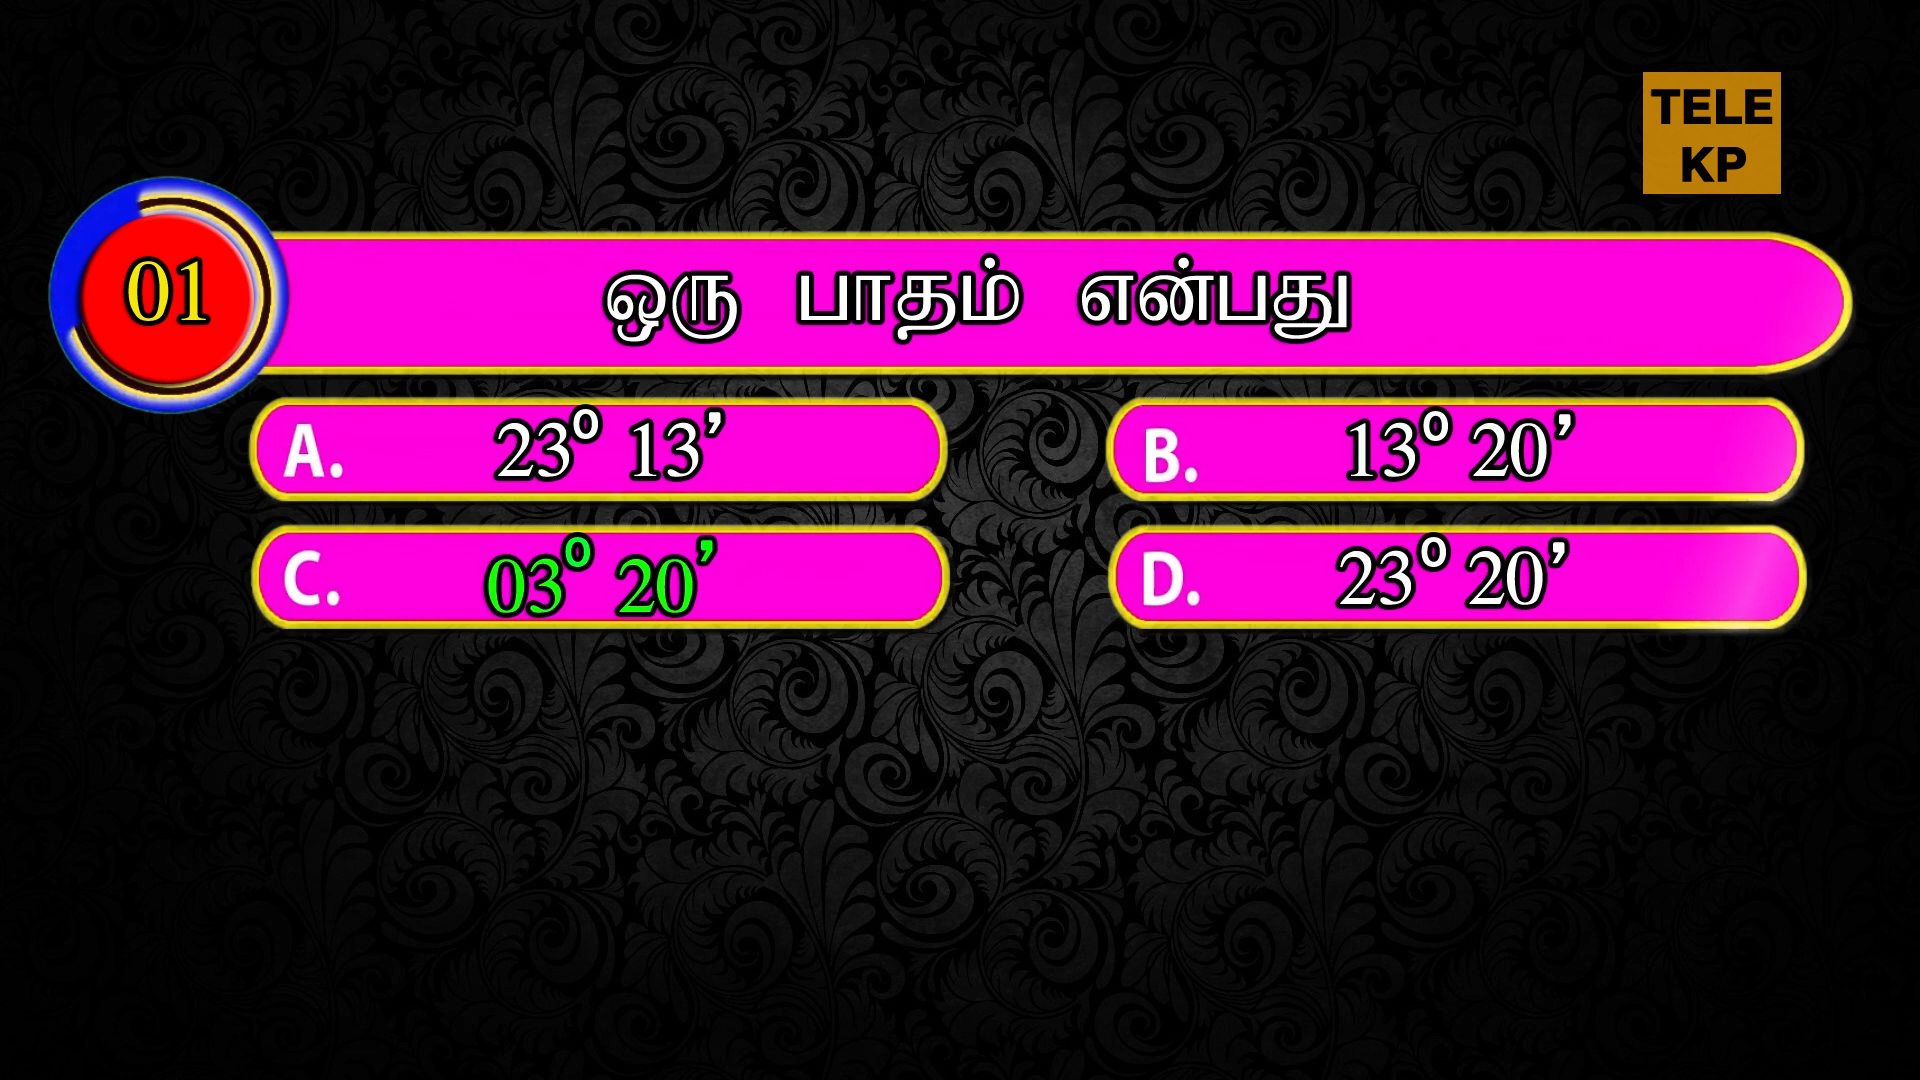 TELE
KP
01
ஒரு பாதம் என்பது
A. 23° 13’
B. 13° 20’
C. 03° 20’
D. 23° 20’